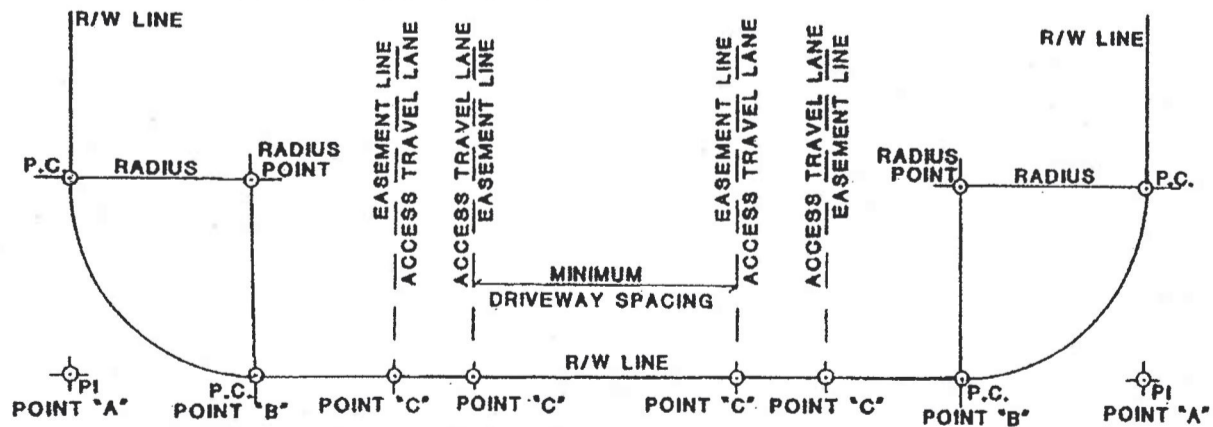 R/W LINE
R/W LINE
EASEMENT LINE
ACCESS TRAVEL LANE
ACCESS TRAVEL LANE
EASEMENT LINE
EASEMENT LINE
ACCESS TRAVEL LANE
ACCESS TRAVEL LANE
EASEMENT LINE
P.C.
RADIUS
RADIUS
POINT
RADIUS
POINT
RADIUS
P.C.
MINIMUM
DRIVEWAY SPACING
R/W LINE
PI
POINT "A"
P.C.
POINT "B"
POINT "C"
POINT "C"
POINT "C"
POINT "C"
P.C.
POINT "B"
PI
POINT "A"